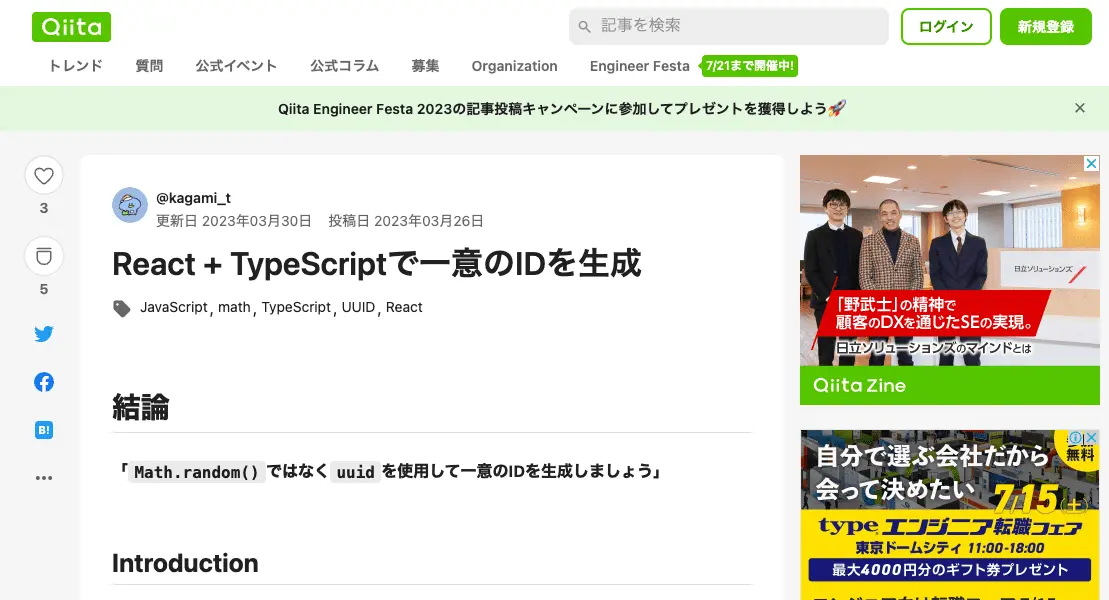 Qiita
記事を検索
ログイン
新規登録
トレンド 質問 公式イベント 公式コラム 募集 Organization Engineer Festa 7/21まで開催中!
Qiita Engineer Festa 2023の記事投稿キャンペーンに参加してプレゼントを獲得しよう🚀
3
5
B!
@kagami_t
更新日 2023年03月30日 投稿日 2023年03月26日
React + TypeScriptで一意のIDを生成
JavaScript, math, TypeScript, UUID, React
結論
「Math.random()ではなくuuidを使用して一意のIDを生成しましょう」
Introduction
日立ソリューションズ
「野武士」の精神で
顧客のDXを通じたSEの実現。
日立ソリューションズのマインドとは
Qiita Zine
自分で選ぶ会社だから
会って決めたい
無料
7/15(土)
type エンジニア転職フェア
東京ドームシティ 11:00-18:00
最大4000円分のギフト券プレゼント